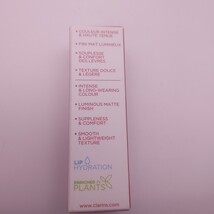 • COULEUR INTENSE
& HAUTE TENUE
• FINI MAT LUMINEUX
• SOUPLESSE
& CONFORT
DES LÈVRES
• TEXTURE DOUCE
& LÉGÈRE
• INTENSE
& LONG-WEARING
COLOUR
• LUMINOUS MATTE
FINISH
• SUPPLENESS
& COMFORT
• SMOOTH
& LIGHTWEIGHT
TEXTURE
LIP
HYDRATION
PLANTS
www.clarins.com